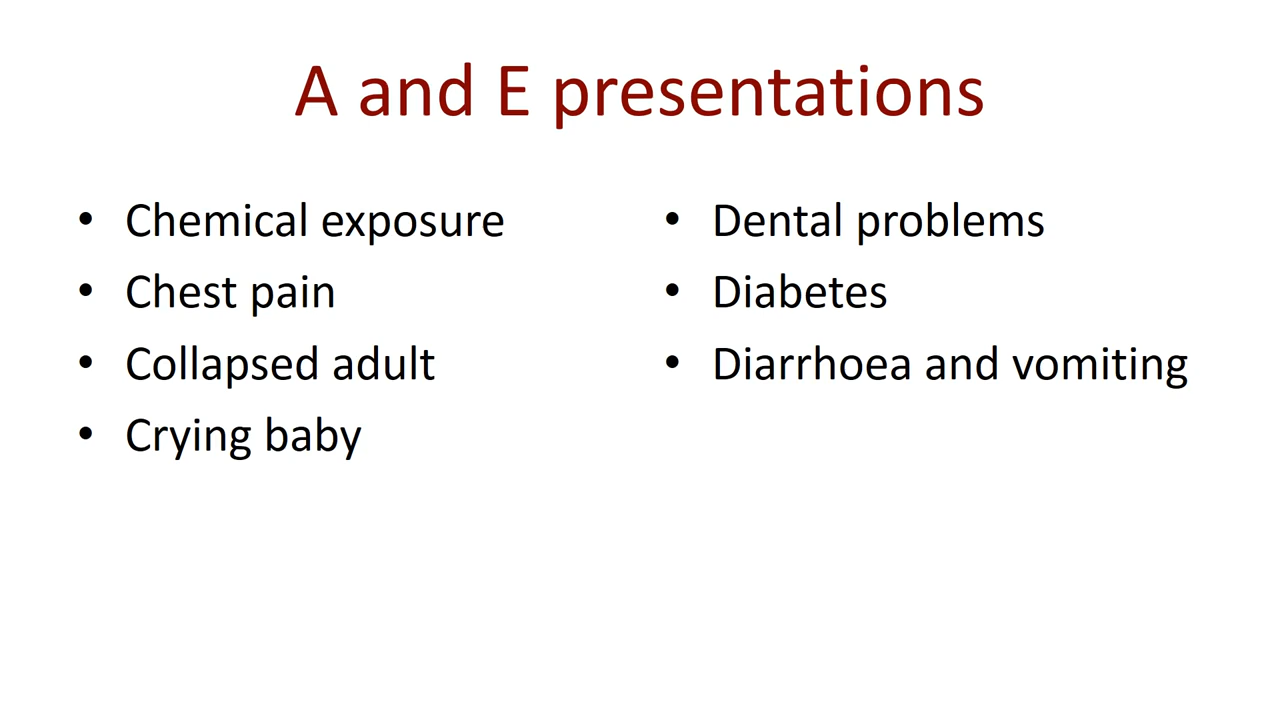 A and E presentations
• Chemical exposure
• Chest pain
• Collapsed adult
• Crying baby
• Dental problems
• Diabetes
• Diarrhoea and vomiting